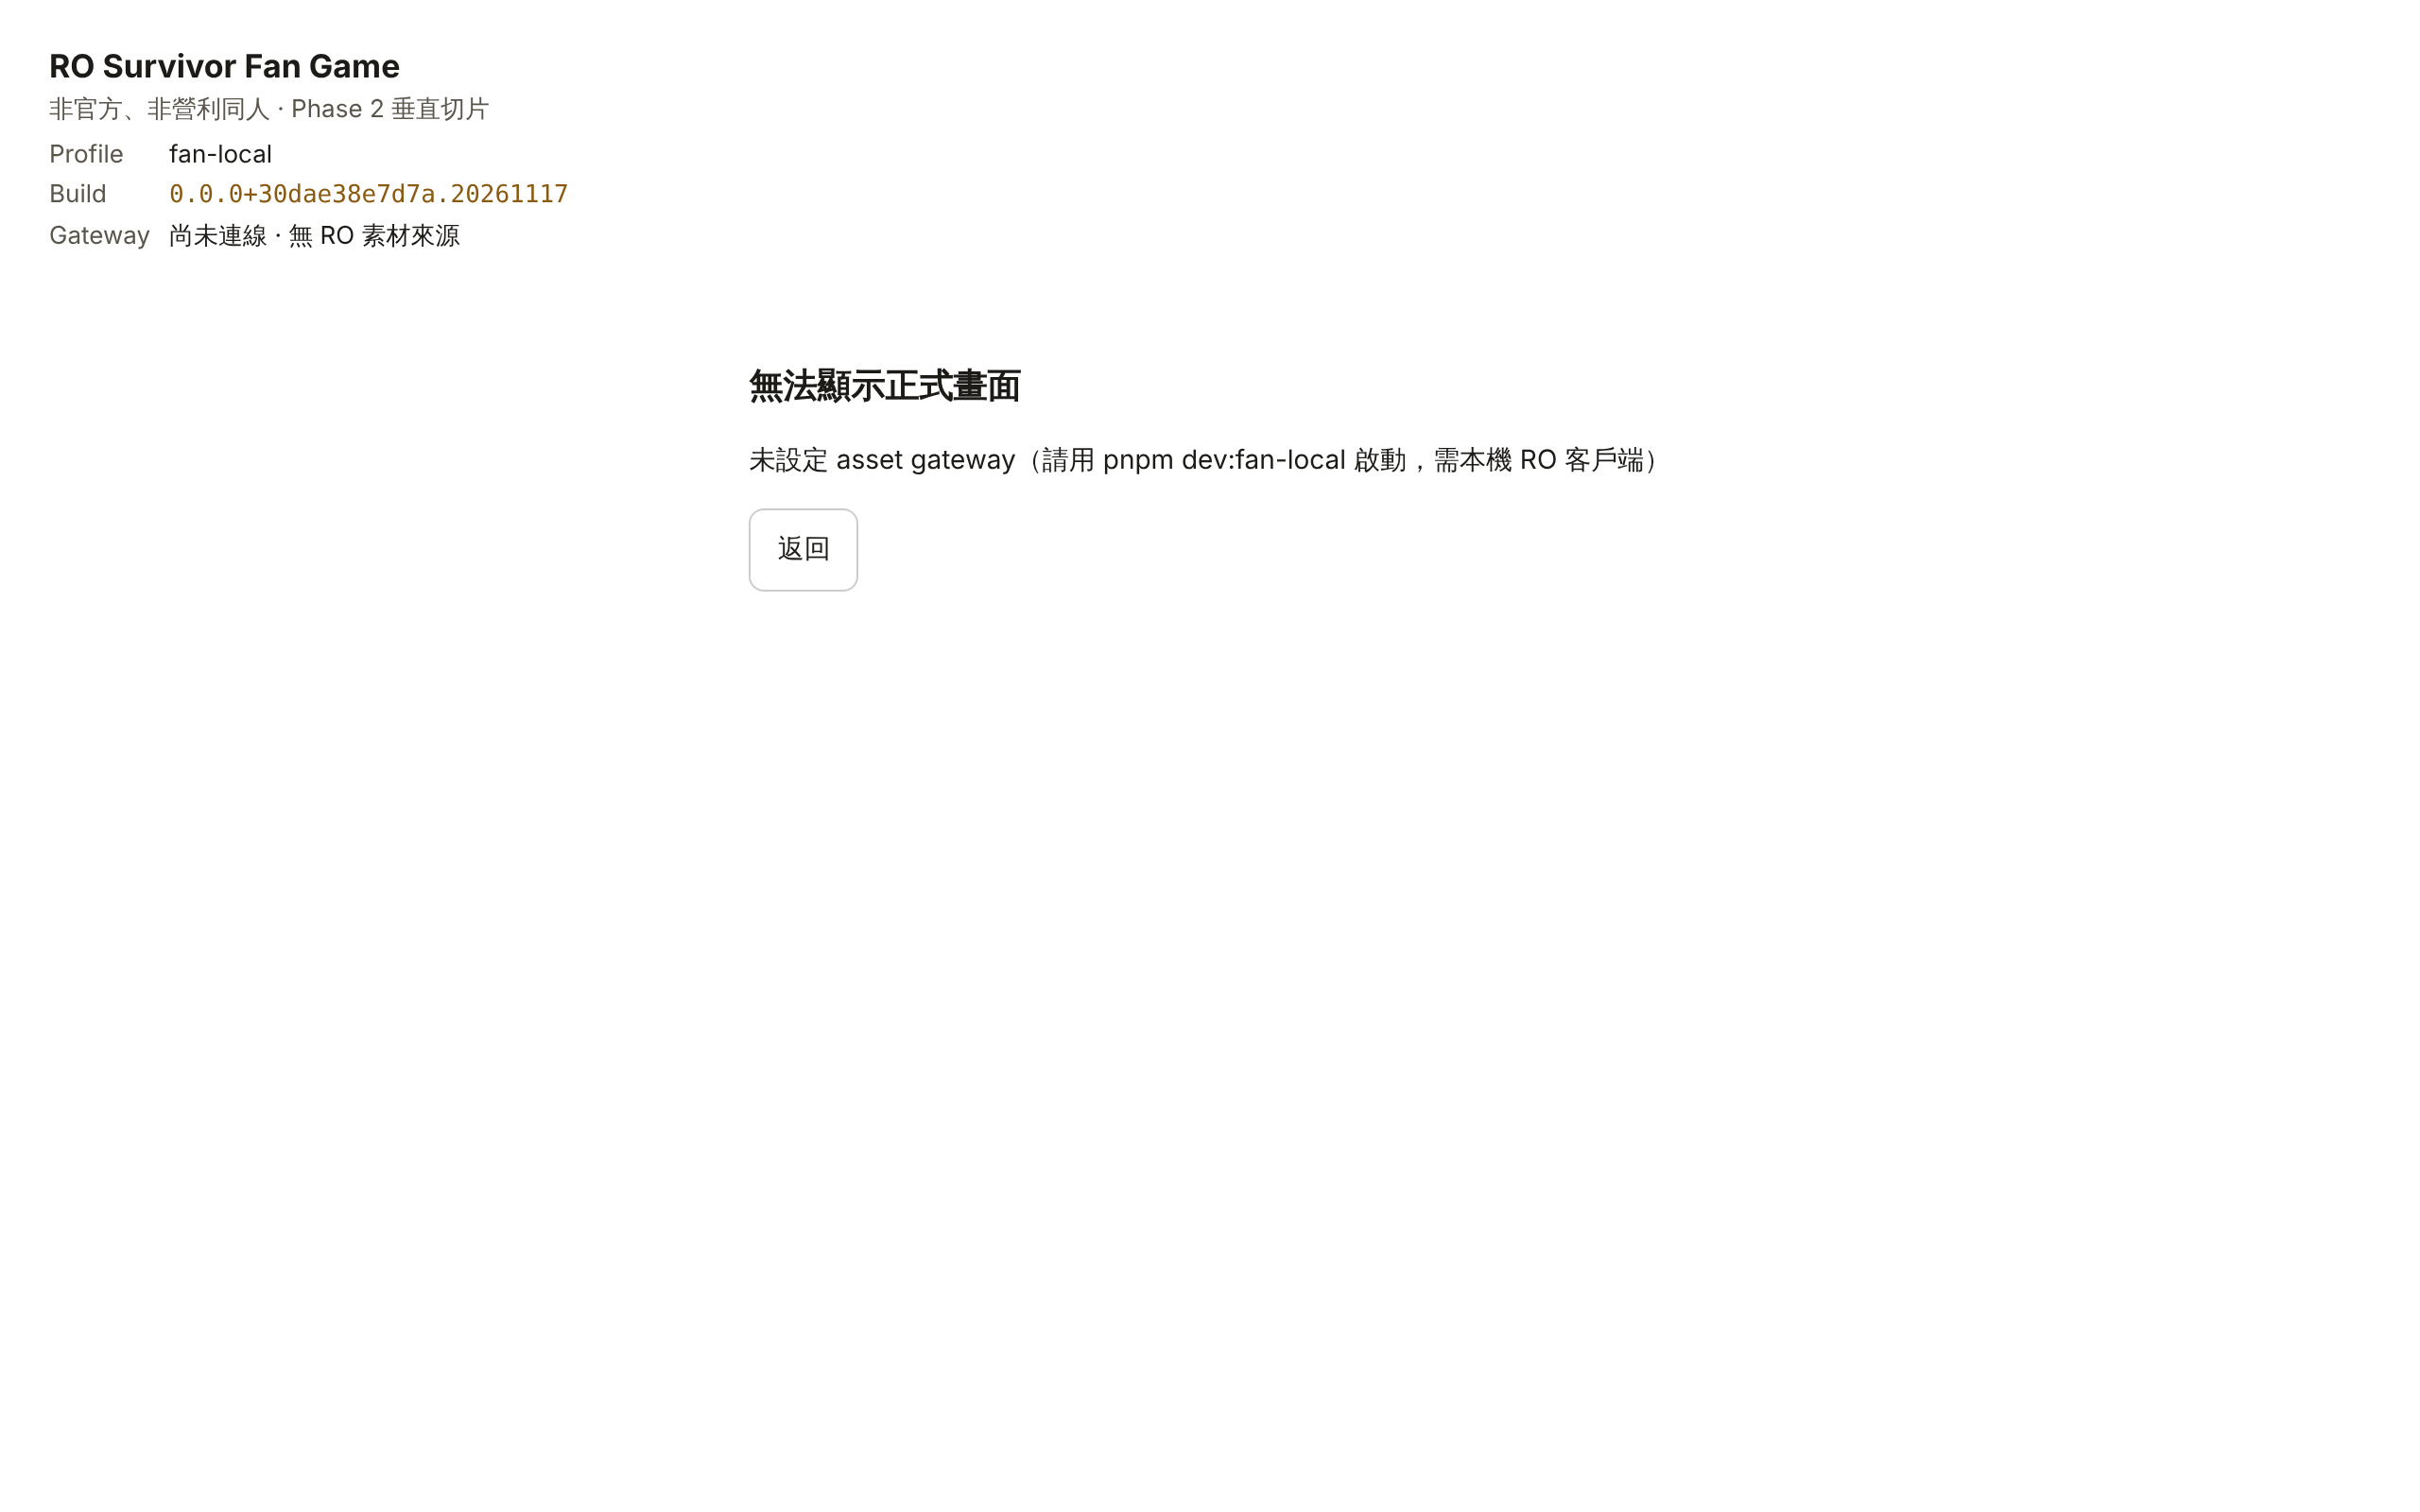 RO Survivor Fan Game
非官方、非營利同人 · Phase 2 垂直切片
Profile fan-local
Build 0.0.0+30dae38e7d7a.20261117
Gateway 尚未連線 · 無 RO 素材來源
無法顯示正式畫面
未設定 asset gateway（請用 pnpm dev:fan-local 啟動，需本機 RO 客戶端）
返回